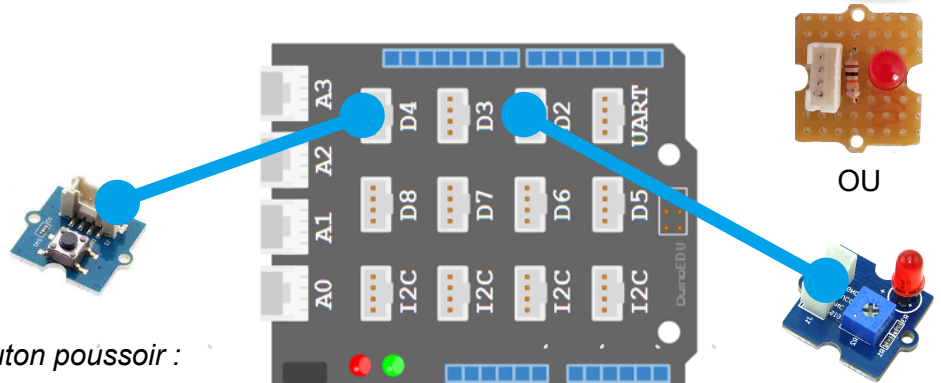 A3
D4
D3
D2
UART
A2
OU
A1
D8
D7
D6
D5
A0
I2C
I2C
I2C
I2C
DuinoEDU
uton poussoir :